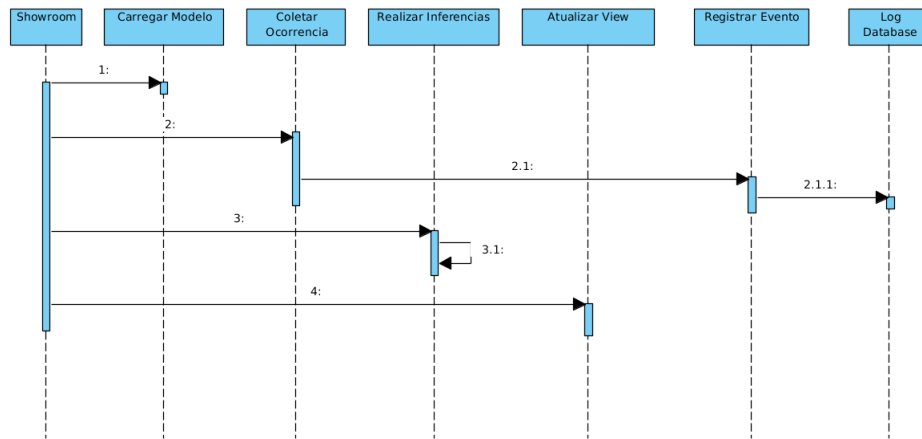 Showroom
Carregar Modelo
Coletar
Ocorrencia
Realizar Inferencias
Atualizar View
Registrar Evento
Log
Database
1:
2:
2.1:
2.1.1:
3:
3.1:
4: